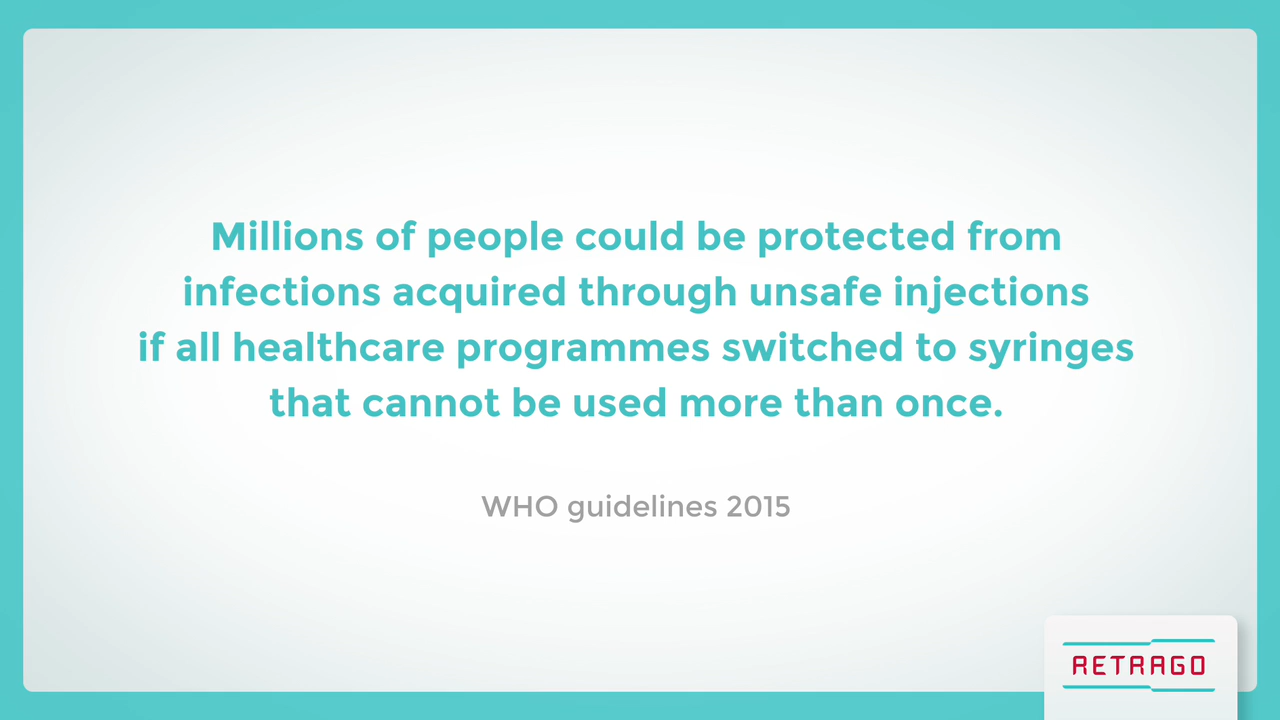 Millions of people could be protected from
infections acquired through unsafe injections
if all healthcare programmes switched to syringes
that cannot be used more than once.
WHO guidelines 2015
RETRAGO